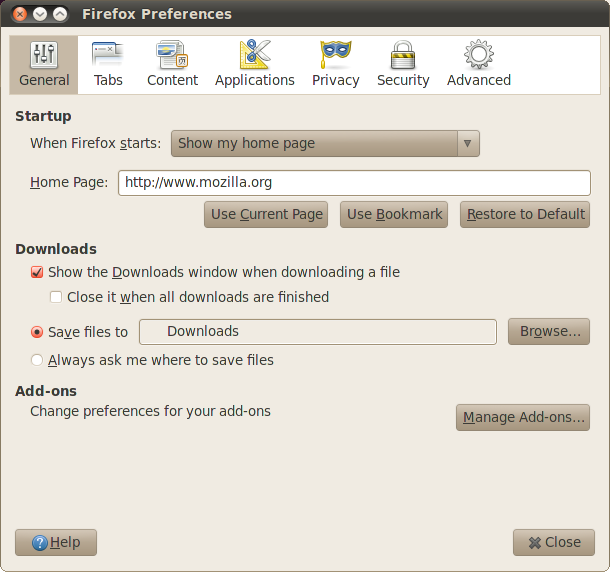 Firefox Preferences
General Tabs Content Applications Privacy Security Advanced
Startup
When Firefox starts: Show my home page
Home Page: http://www.mozilla.org
Use Current Page Use Bookmark Restore to Default
Downloads
Show the Downloads window when downloading a file
Close it when all downloads are finished
Save files to Downloads Browse...
Always ask me where to save files
Add-ons
Change preferences for your add-ons
Manage Add-ons...
Help Close